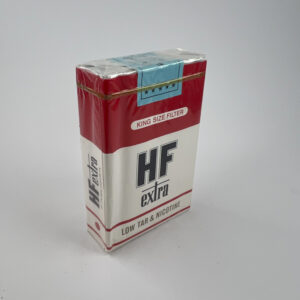 KING SIZE FILTER
HF
extra
LOW TAR & NICOTINE
HF extra